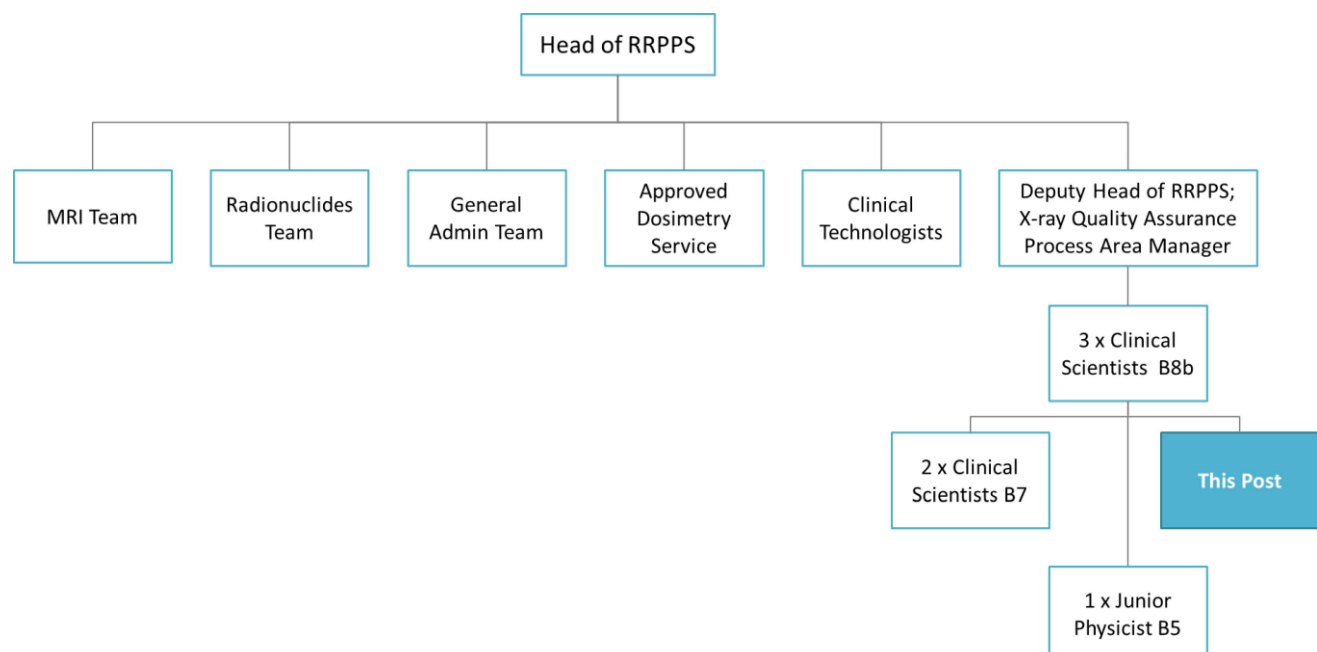 Head of RRPPS
MRI Team
Radionuclides
Team
General
Admin Team
Approved
Dosimetry
Service
Clinical
Technologists
Deputy Head of RRPPS;
X-ray Quality Assurance
Process Area Manager
3 x Clinical
Scientists B8b
2 x Clinical
Scientists B7
This Post
1 x Junior
Physicist B5